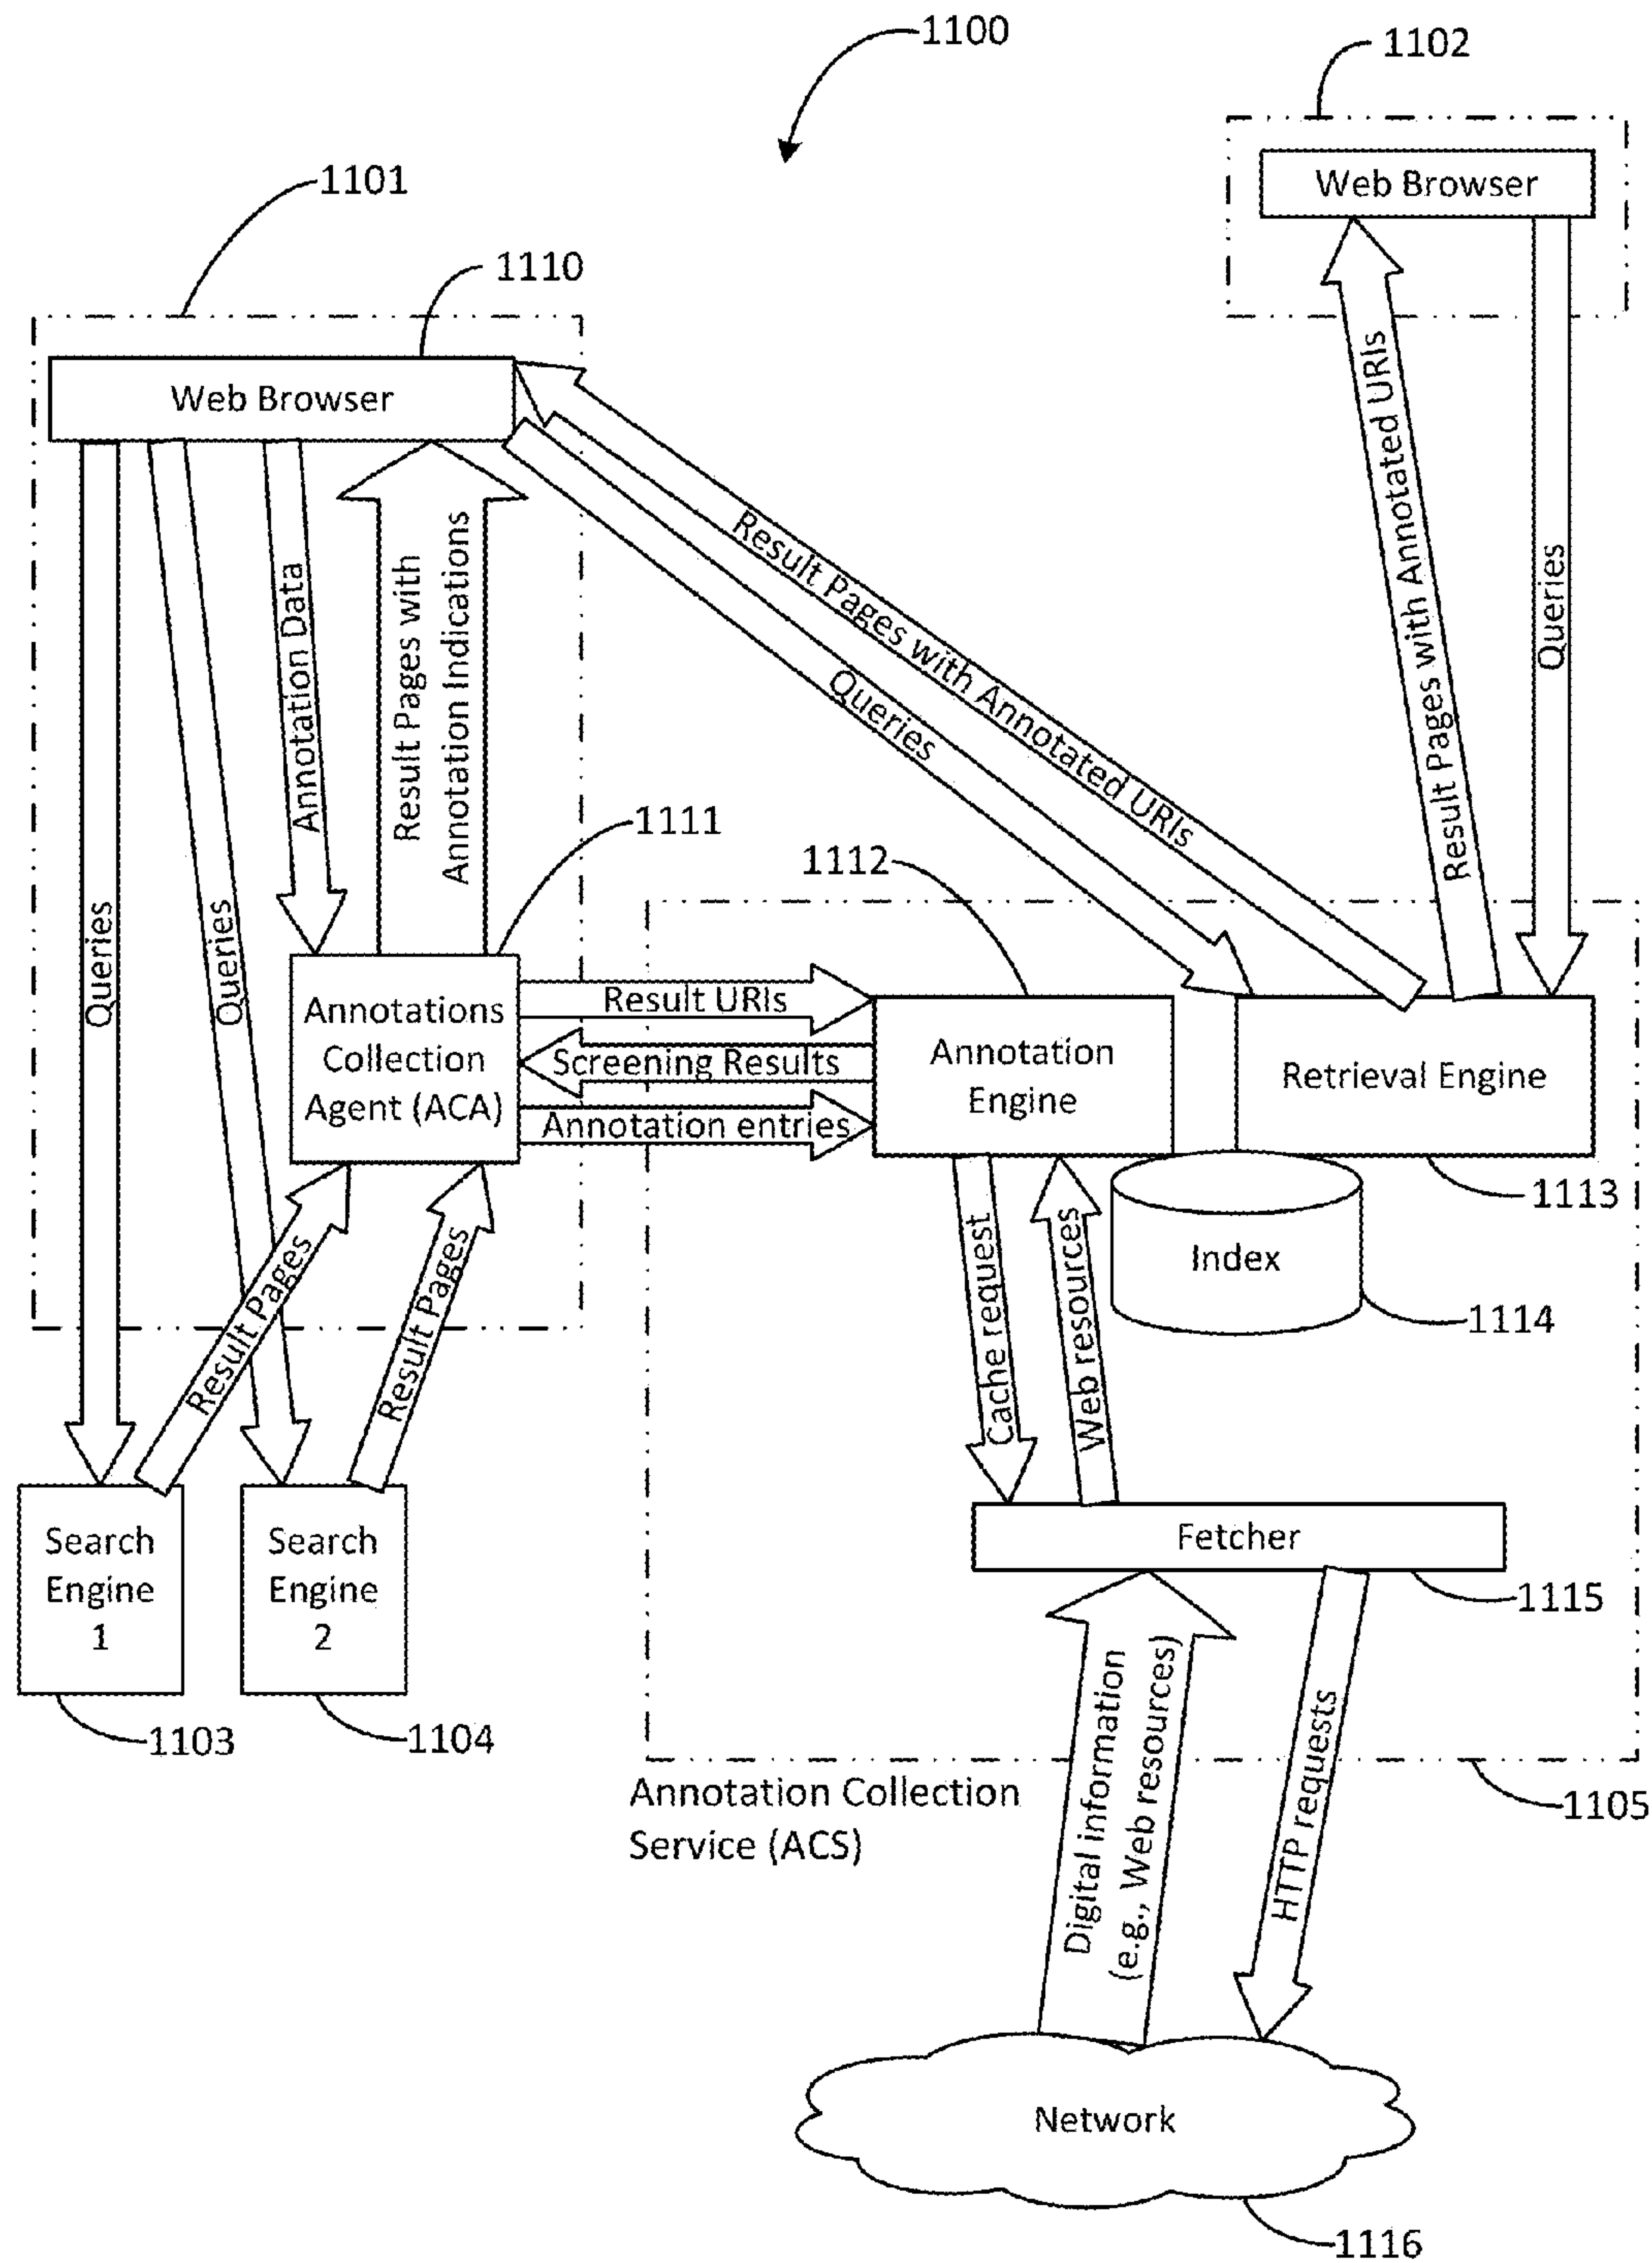 1100
1102
Web Browser
1101
1110
Web Browser
Result Pages with Annotated URIs
Queries
Queries
Queries
Annotation Data
Result Pages with
Annotation Indications
Result Pages with Annotated URIs
Queries
1111
1112
Annotations
Collection
Agent (ACA)
Result URIs
Screening Results
Annotation entries
Annotation
Engine
Retrieval Engine
1113
Index
1114
Result Pages
Result Pages
Cache request
Web resources
Search
Engine
1
Search
Engine
2
1103
1104
Fetcher
1115
Digital information
(e.g., Web resources)
HTTP requests
1105
Annotation Collection
Service (ACS)
Network
1116